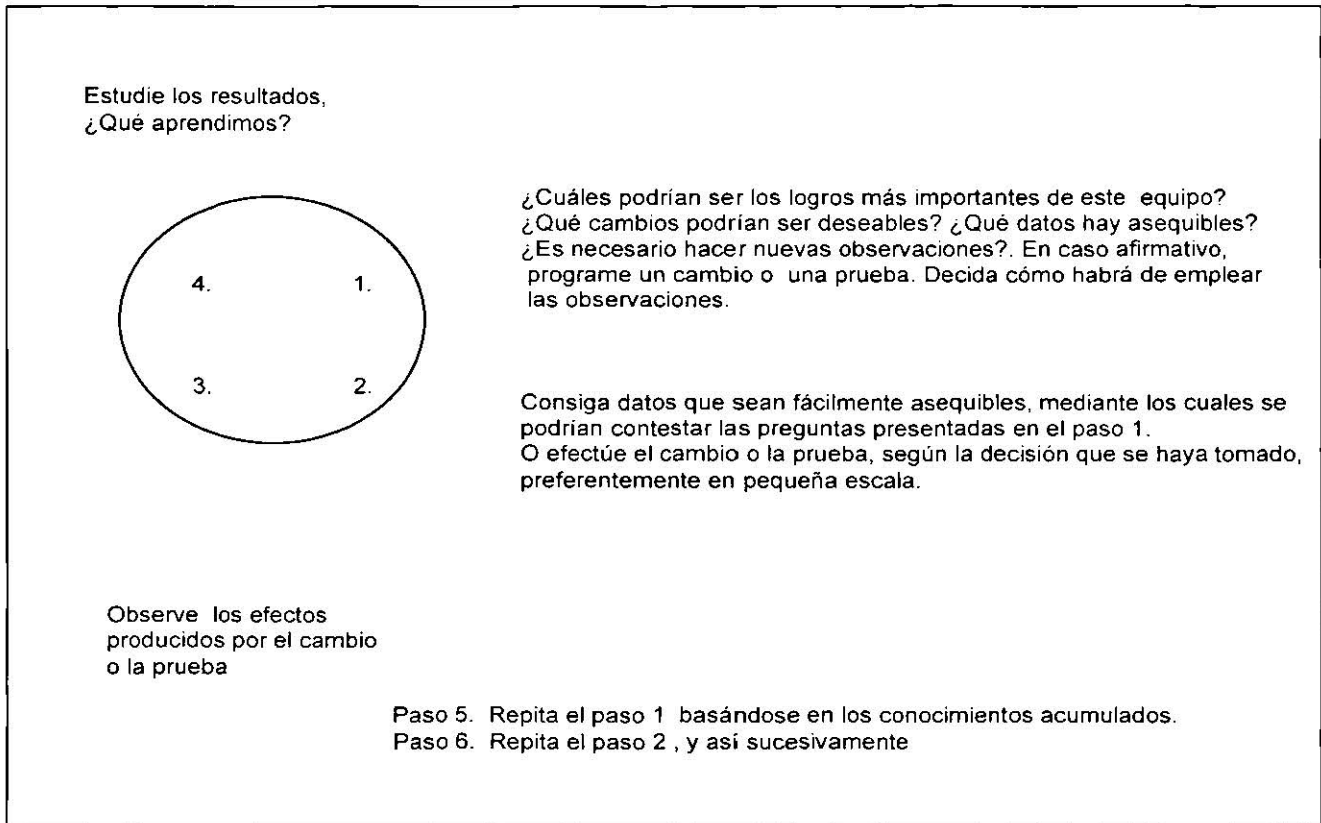 Estudie los resultados,
¿Qué aprendimos?
¿Cuáles podrían ser los logros más importantes de este equipo?
¿Qué cambios podrían ser deseables? ¿Qué datos hay asequibles?
¿Es necesario hacer nuevas observaciones?. En caso afirmativo,
programe un cambio o una prueba. Decida cómo habrá de emplear
las observaciones.
4. 1.
3. 2.
Consiga datos que sean fácilmente asequibles, mediante los cuales se
podrían contestar las preguntas presentadas en el paso 1.
O efectúe el cambio o la prueba, según la decisión que se haya tomado,
preferentemente en pequeña escala.
Observe los efectos
producidos por el cambio
o la prueba
Paso 5. Repita el paso 1 basándose en los conocimientos acumulados.
Paso 6. Repita el paso 2 , y así sucesivamente